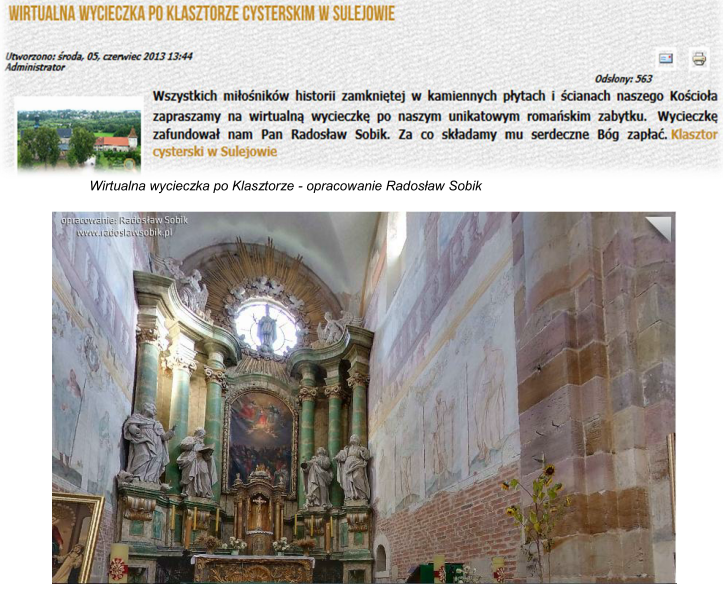 WIRTUALNA WYCIECZKA PO KLASZTORZE CYSTERSKIM W SULEJOWIE
Utworzono: środa, 05, czerwiec 2013 13:44
Administrator
Odsłony: 563
Wszystkich miłośników historii zamkniętej w kamiennych płytach i ścianach naszego Kościoła
zapraszamy na wirtualną wycieczkę po naszym unikatowym romańskim zabytku. Wycieczkę
zafundował nam Pan Radosław Sobik. Za co składamy mu serdeczne Bóg zapłać. Klasztor
cysterski w Sulejowie
Wirtualna wycieczka po Klasztorze - opracowanie Radosław Sobik
opracowanie: Radosław Sobik
www.radoslawsobik.pl